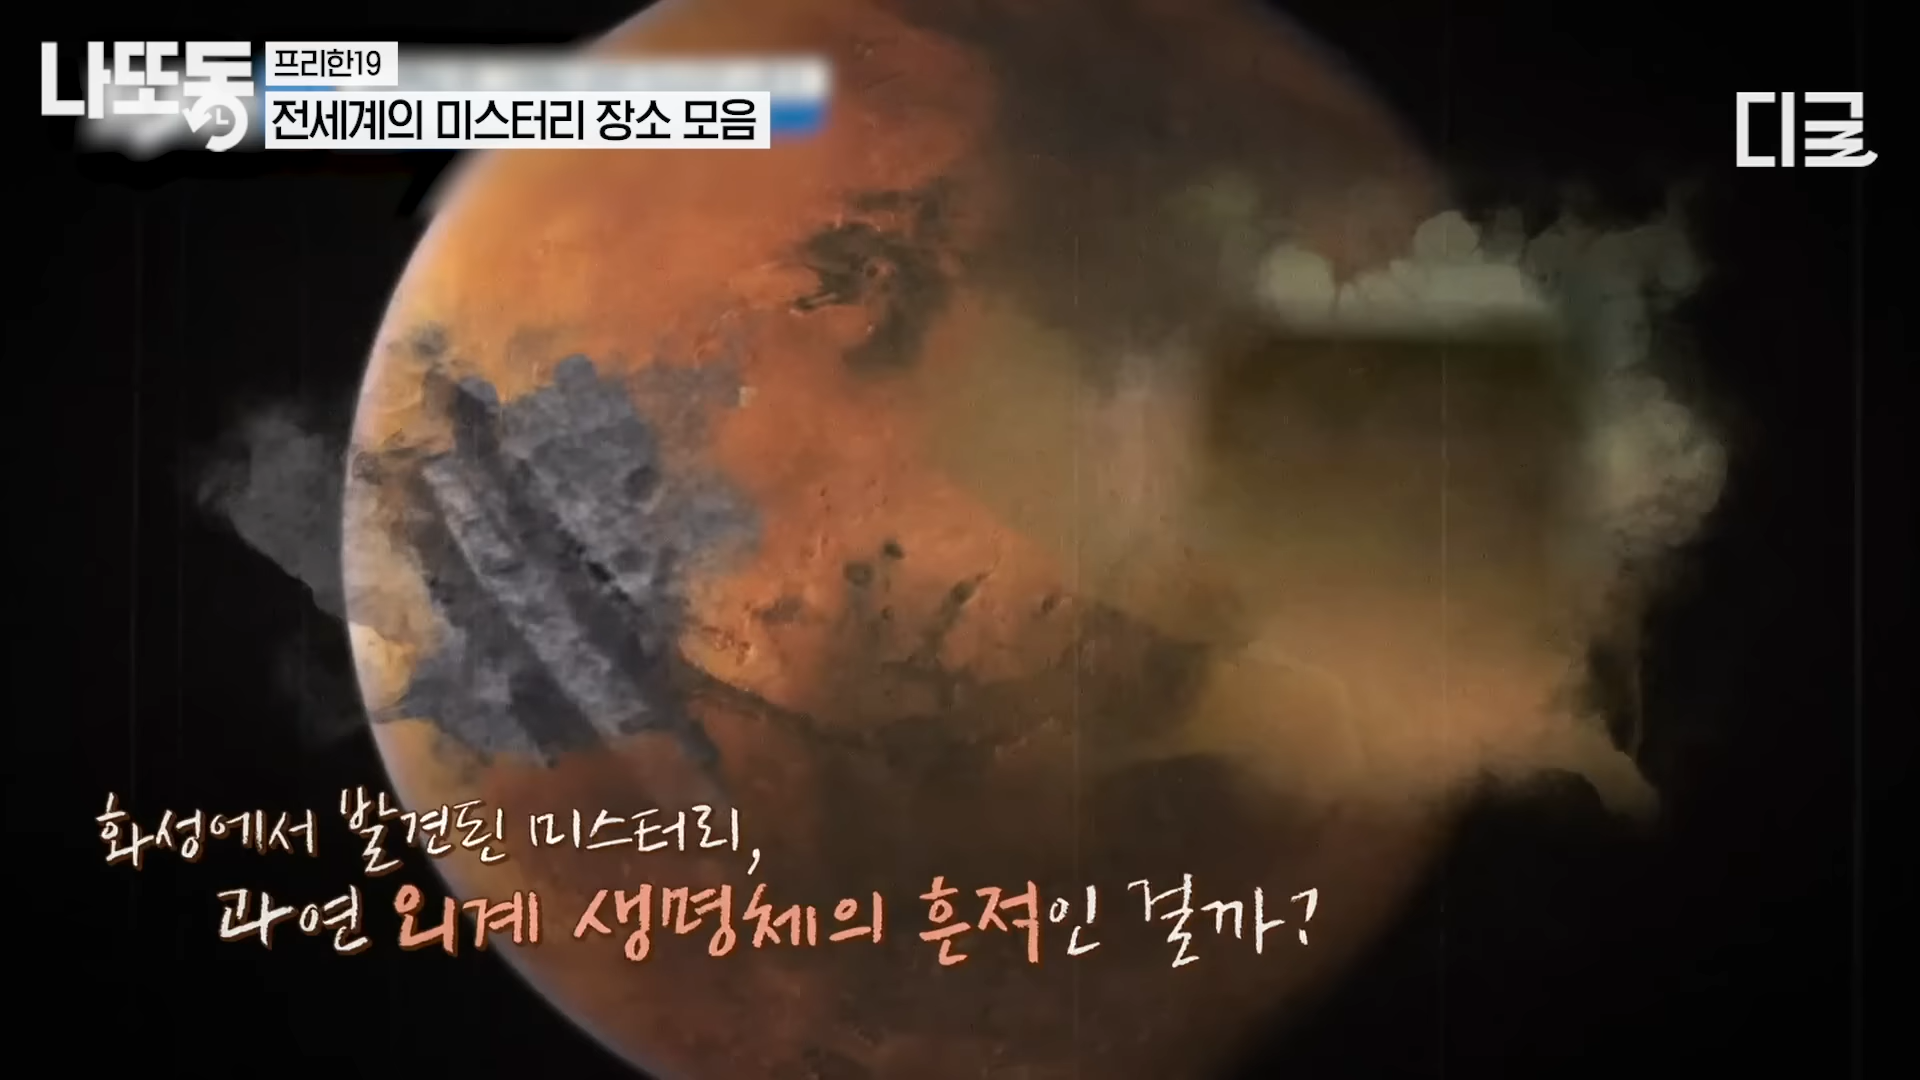 나또동
프리한19
전세계의 미스터리 장소 모음
디글
화성에서 발견된 미스터리,
과연 외계 생명체의 흔적인 걸까?